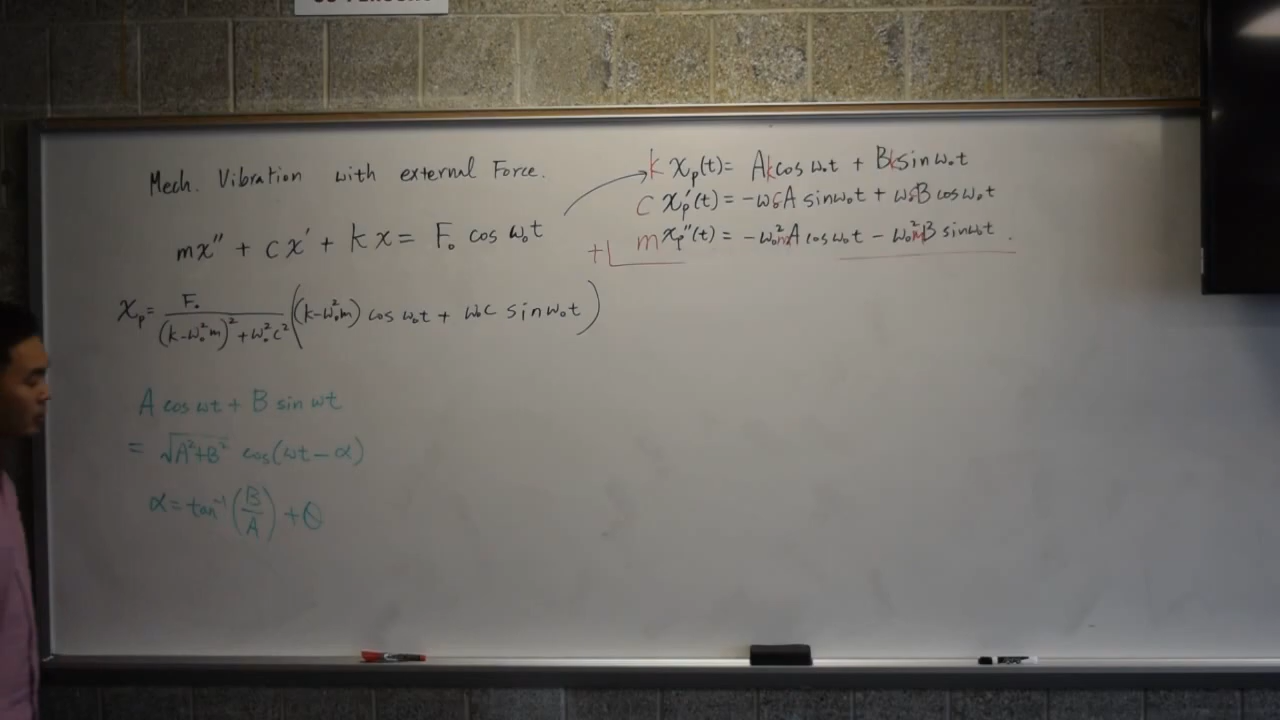 Mech. Vibration with external Force.
mx'' + cx' + kx = F₀ cos ω₀t
xₚ = F₀ / ((k-ω₀²m)² + ω₀²c²) ((k-ω₀²m) cos ω₀t + ω₀c sin ω₀t)
A cos ωt + B sin ωt
= √(A²+B²) cos(ωt - α)
α = tan⁻¹(B/A) +
k xₚ(t) = Ak cos ω₀t + Bk sin ω₀t
c xₚ'(t) = -ω₀cA sin ω₀t + ω₀cB cos ω₀t
+ m xₚ''(t) = -ω₀²mA cos ω₀t - ω₀²mB sin ω₀t.